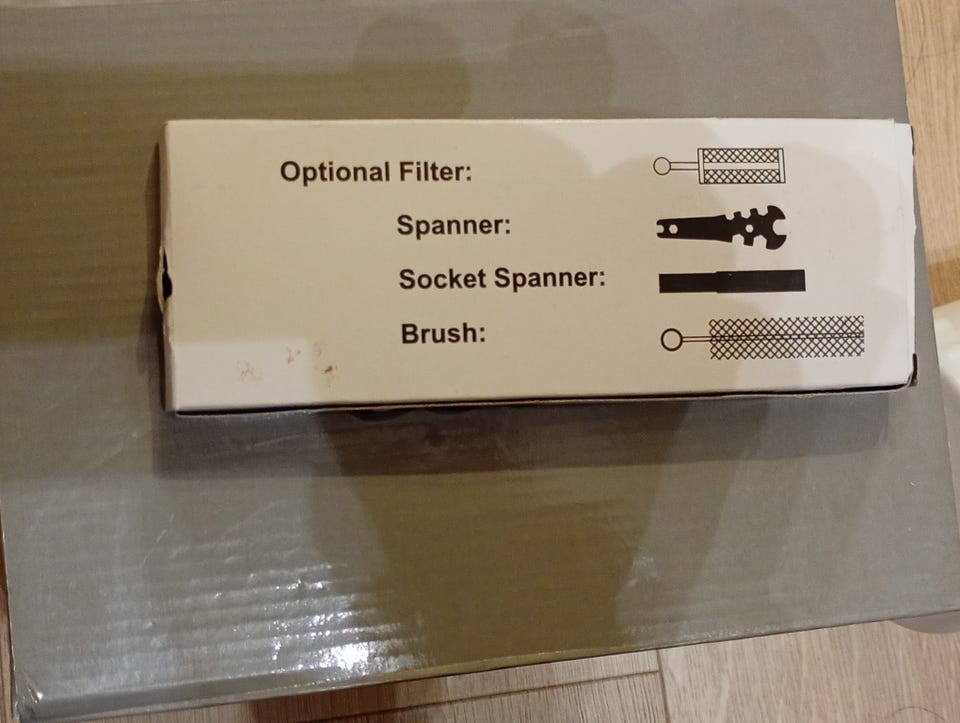 Optional Filter:
Spanner:
Socket Spanner:
Brush: